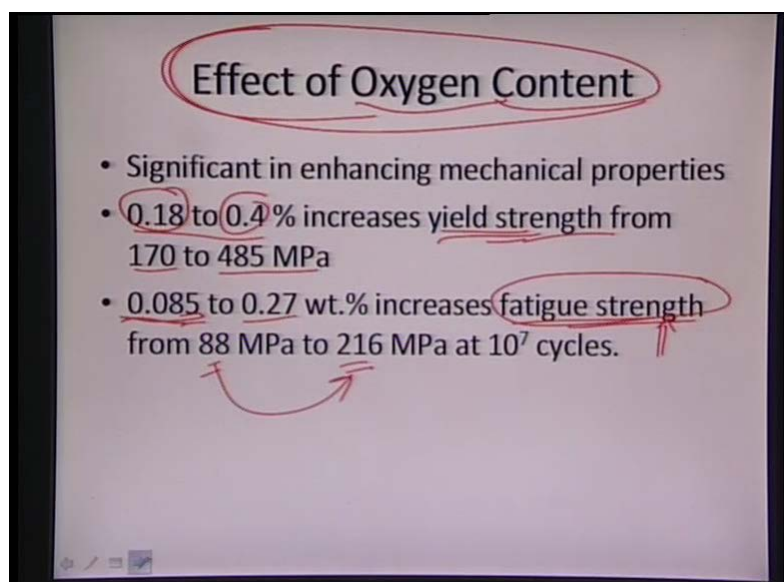 Effect of Oxygen Content
• Significant in enhancing mechanical properties
• 0.18 to 0.4 % increases yield strength from
170 to 485 MPa
• 0.085 to 0.27 wt.% increases fatigue strength
from 88 MPa to 216 MPa at 10⁷ cycles.